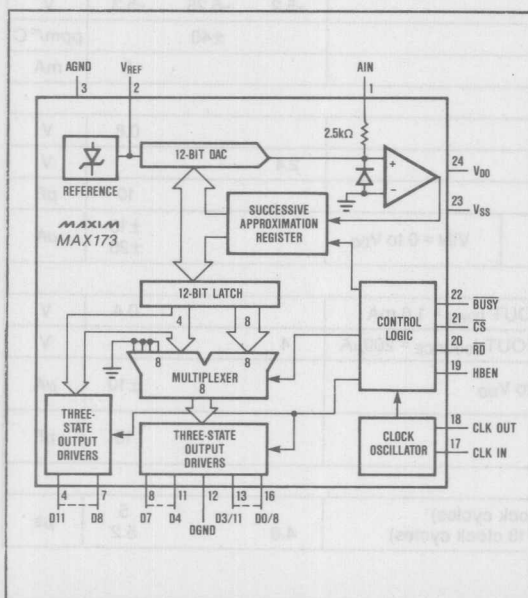 AGND VREF AIN
3 2 1
2.5kΩ
12-BIT DAC
REFERENCE
+
−
24 VDD
23 VSS
MAXIM
MAX173
SUCCESSIVE
APPROXIMATION
REGISTER
12-BIT LATCH
4 8
8 8
MULTIPLEXER
8
CONTROL
LOGIC
22 BUSY
21 CS
20 RD
19 HBEN
THREE-
STATE
OUTPUT
DRIVERS
THREE-STATE
OUTPUT DRIVERS
CLOCK
OSCILLATOR
18 CLK OUT
17 CLK IN
4 7 8 11 12 13 16
D11 D8 D7 D4 D3/11 D0/8
DGND